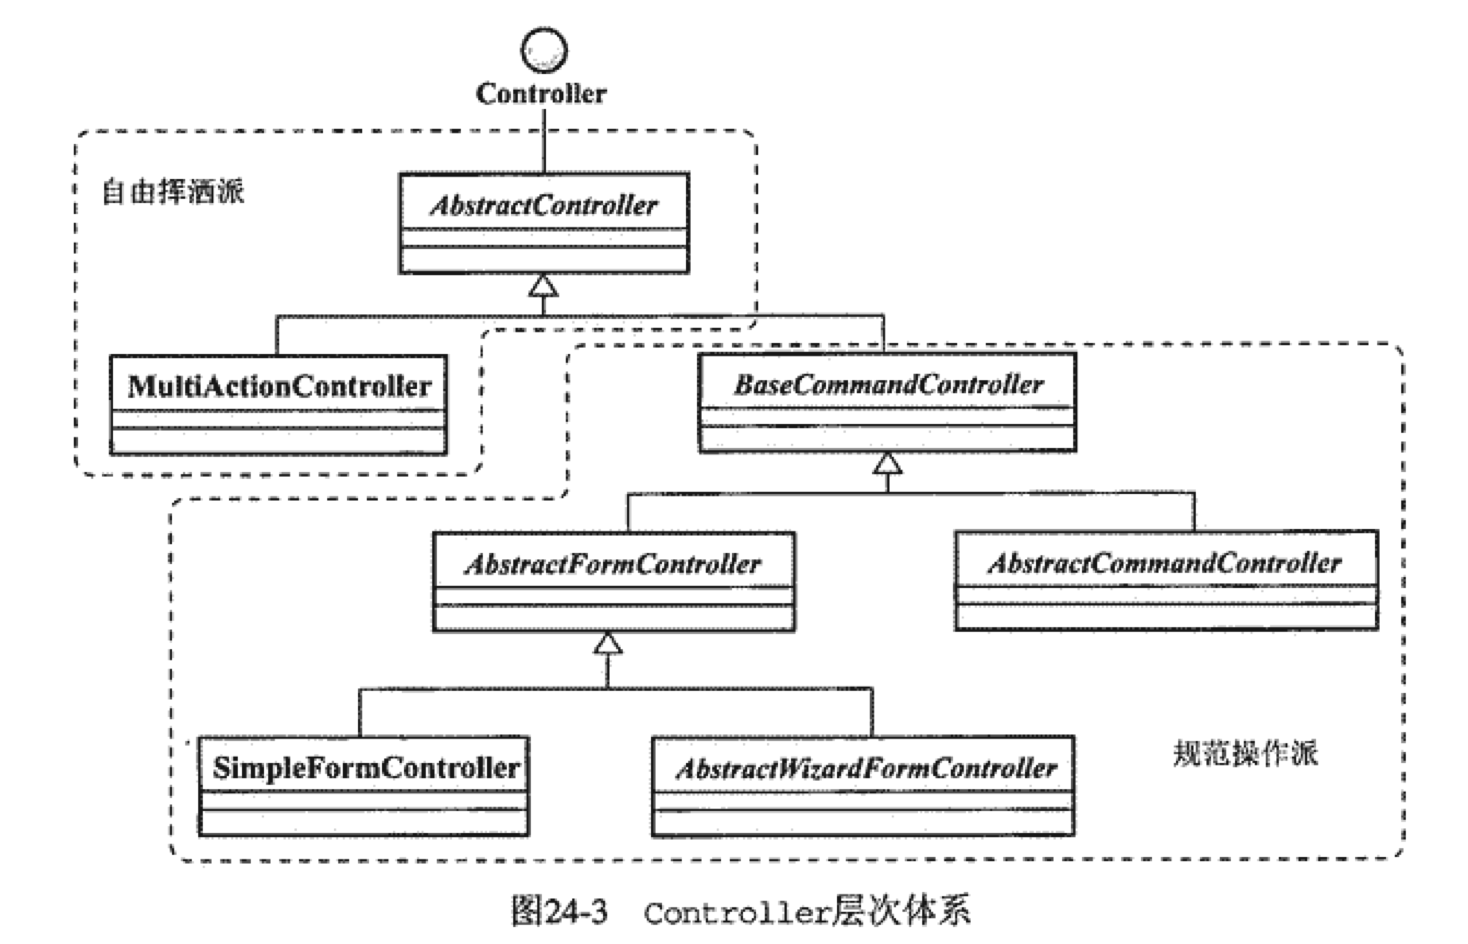 Controller
自由挥洒派
AbstractController
MultiActionController
BaseCommandController
AbstractFormController
AbstractCommandController
SimpleFormController
AbstractWizardFormController
规范操作派
图24-3 Controller层次体系